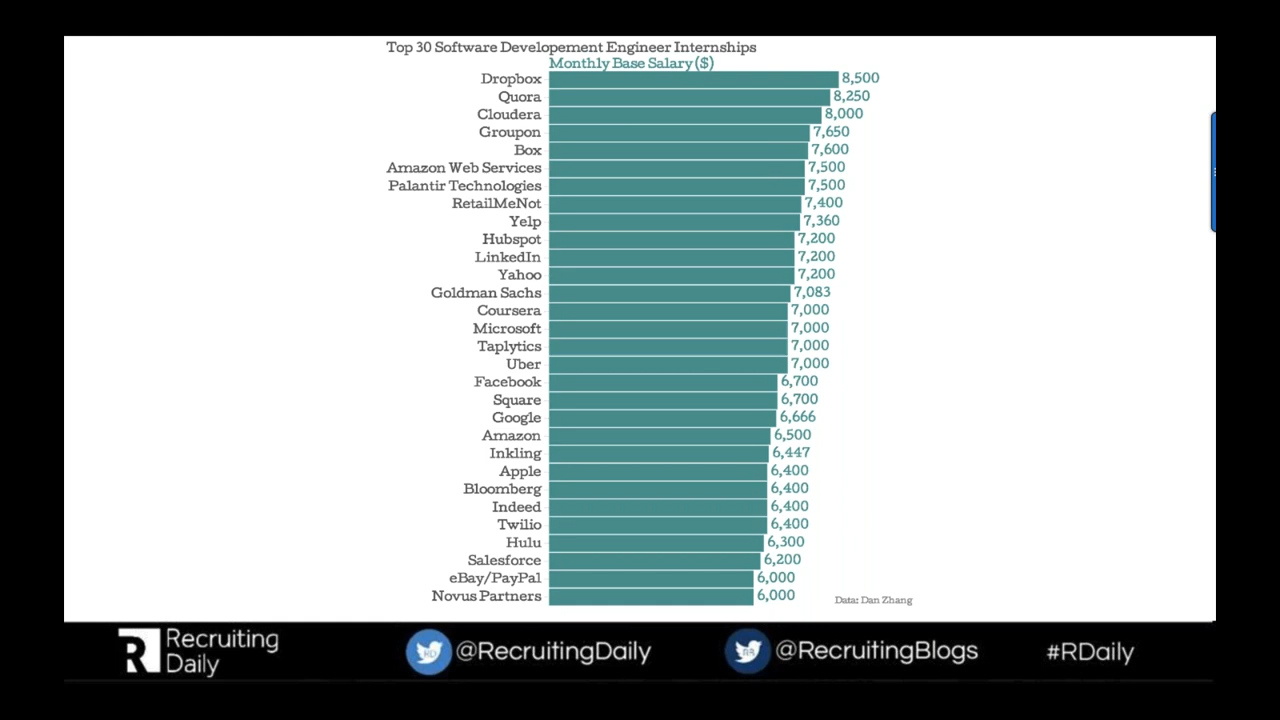 Top 30 Software Developement Engineer Internships
Monthly Base Salary ($)
Dropbox 8,500
Quora 8,250
Cloudera 8,000
Groupon 7,650
Box 7,600
Amazon Web Services 7,500
Palantir Technologies 7,500
RetailMeNot 7,400
Yelp 7,360
Hubspot 7,200
LinkedIn 7,200
Yahoo 7,200
Goldman Sachs 7,083
Coursera 7,000
Microsoft 7,000
Taplytics 7,000
Uber 7,000
Facebook 6,700
Square 6,700
Google 6,666
Amazon 6,500
Inkling 6,447
Apple 6,400
Bloomberg 6,400
Indeed 6,400
Twilio 6,400
Hulu 6,300
Salesforce 6,200
eBay/PayPal 6,000
Novus Partners 6,000
Data: Dan Zhang
R Recruiting
Daily
RD @RecruitingDaily
@RecruitingBlogs
#RDaily